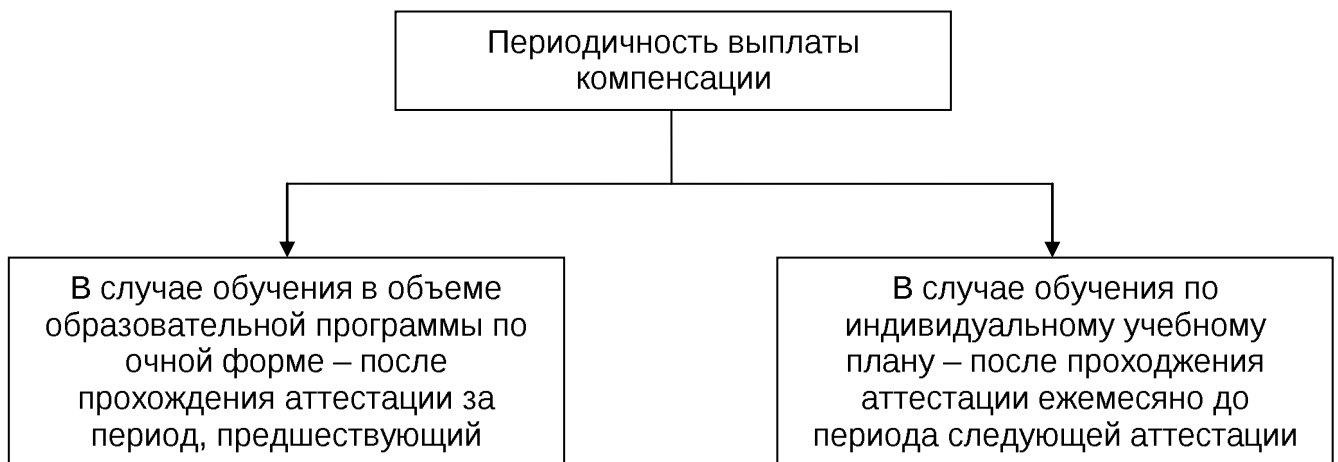 Периодичность выплаты
компенсации
В случае обучения в объеме
образовательной программы по
очной форме – после
прохождения аттестации за
период, предшествующий
В случае обучения по
индивидуальному учебному
плану – после проходжения
аттестации ежемесяно до
периода следующей аттестации